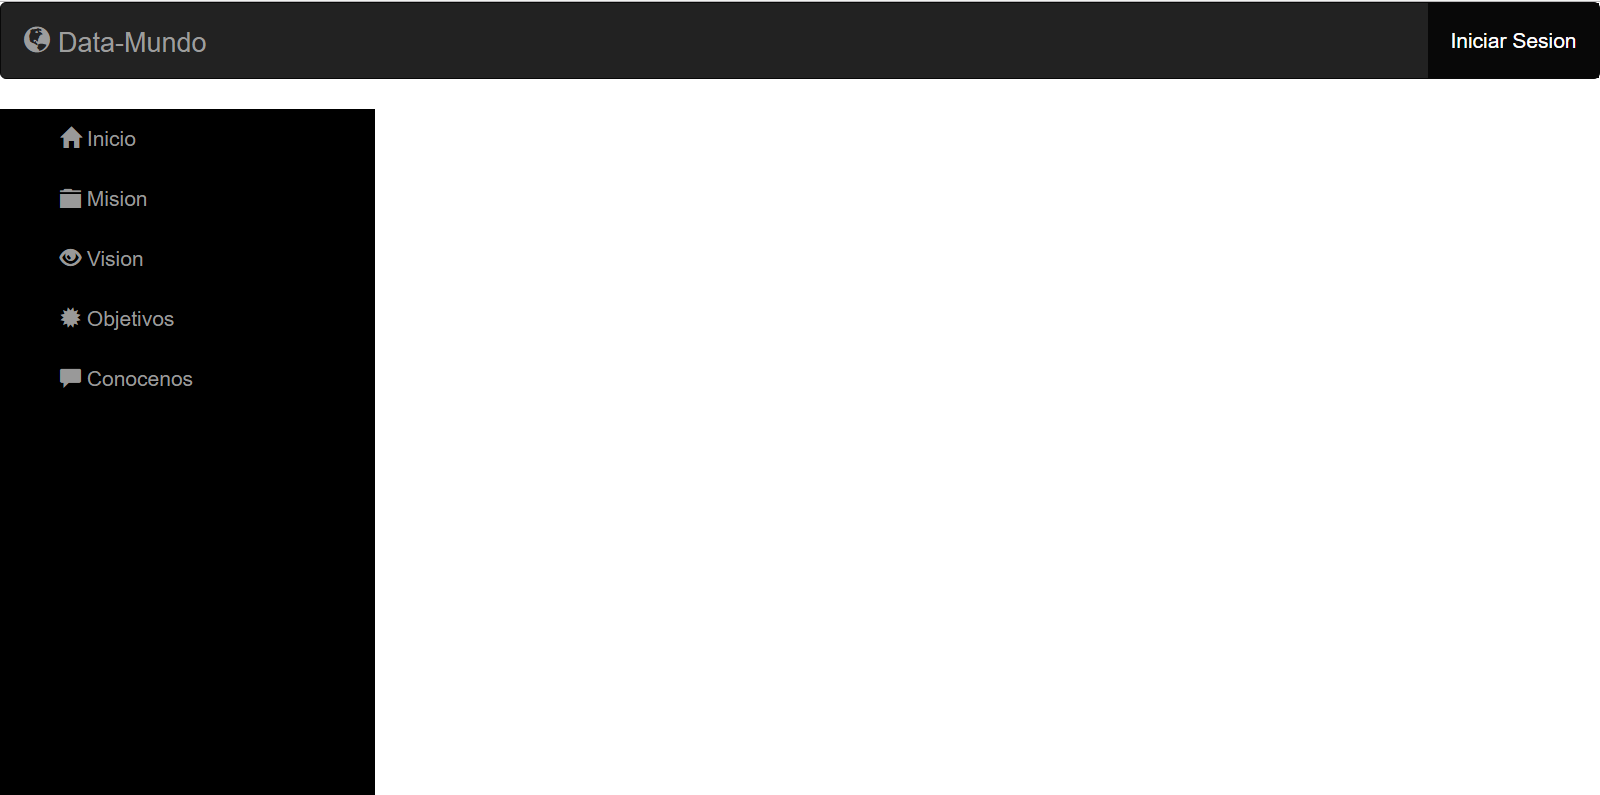 Data-Mundo
Iniciar Sesion
Inicio
Mision
Vision
Objetivos
Conocenos